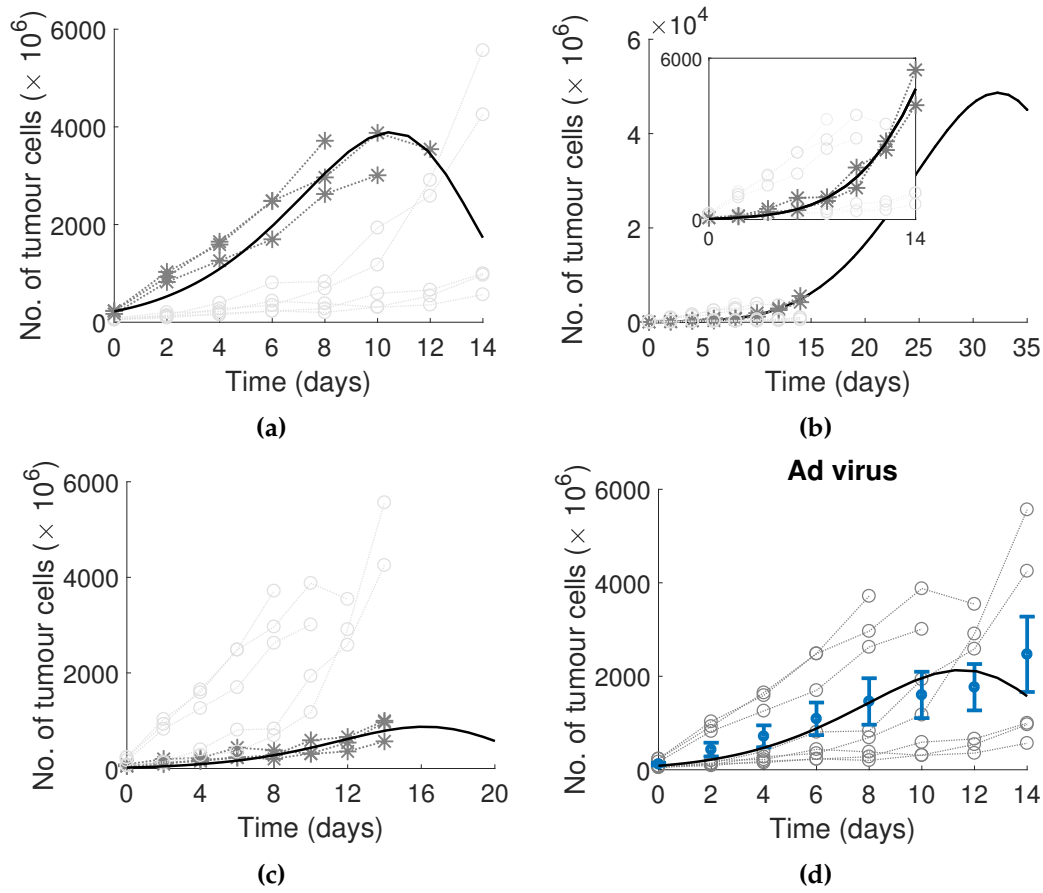 No. of tumour cells (× 10^6)
6000
4000
2000
0
0 2 4 6 8 10 12 14
Time (days)
(a)
No. of tumour cells (× 10^6)
× 10^4
6
4
2
0
6000
0
0 14
0 5 10 15 20 25 30 35
Time (days)
(b)
No. of tumour cells (× 10^6)
6000
4000
2000
0
0 4 8 12 16 20
Time (days)
(c)
Ad virus
No. of tumour cells (× 10^6)
6000
4000
2000
0
0 2 4 6 8 10 12 14
Time (days)
(d)